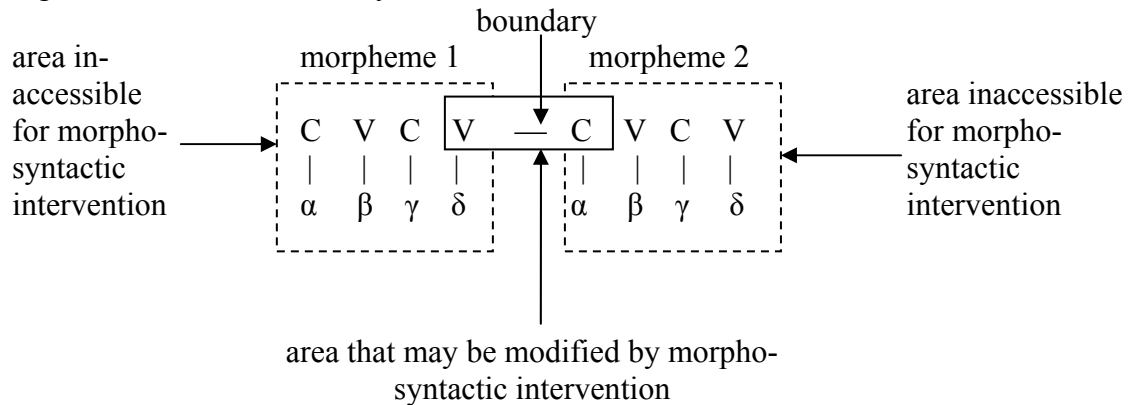 boundary
morpheme 1 morpheme 2
area in-
accessible
for morpho-
syntactic
intervention
C V C V — C V C V
α β γ δ α β γ δ
area inaccessible
for morpho-
syntactic
intervention
area that may be modified by morpho-
syntactic intervention